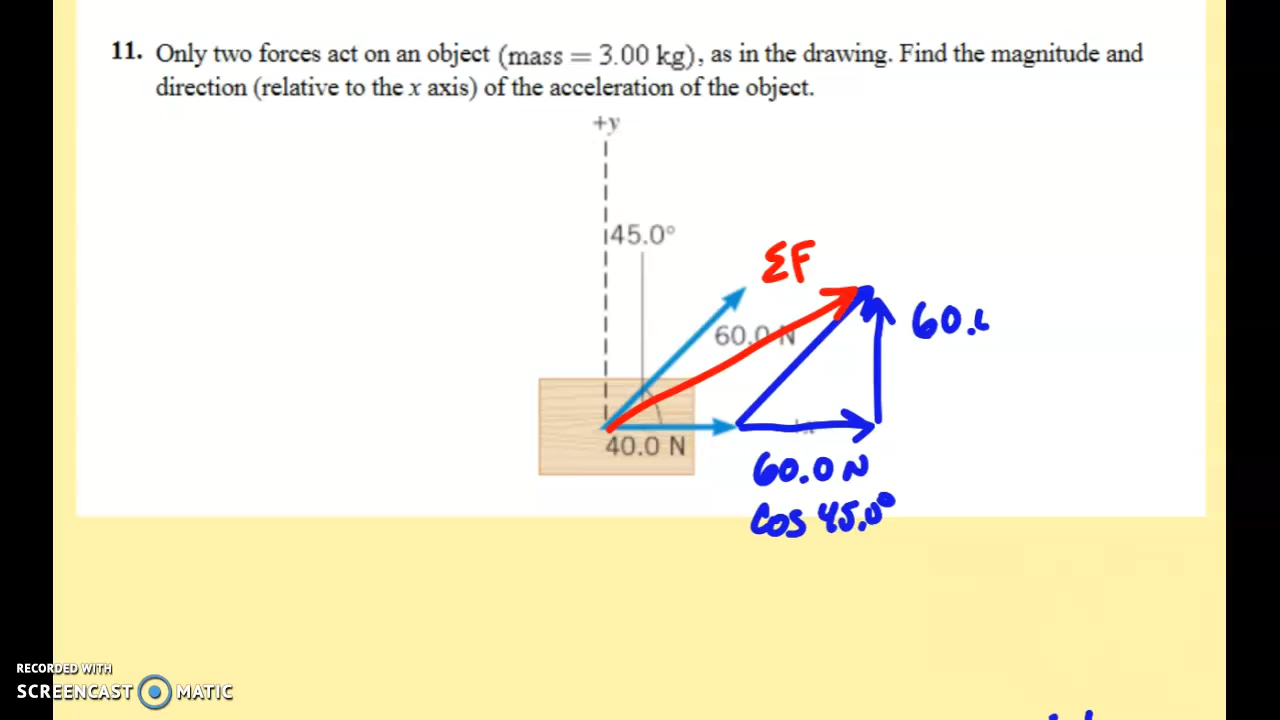 11. Only two forces act on an object (mass = 3.00 kg), as in the drawing. Find the magnitude and
direction (relative to the x axis) of the acceleration of the object.
+y
45.0°
ΣF
60.0 N
60.
40.0 N
60.0 N
cos 45.0°
RECORDED WITH
SCREENCAST MATIC